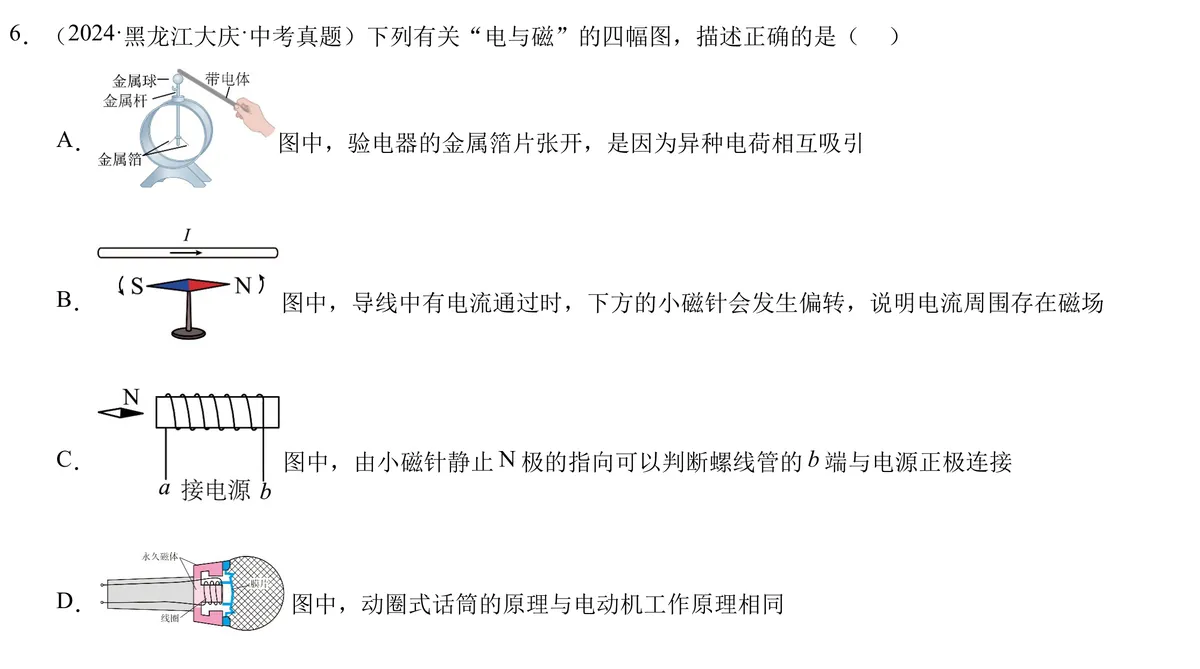 6．（2024·黑龙江大庆·中考真题）下列有关“电与磁”的四幅图，描述正确的是（　）
金属球
带电体
金属杆
金属箔
A．图中，验电器的金属箔片张开，是因为异种电荷相互吸引
I
S N
B．图中，导线中有电流通过时，下方的小磁针会发生偏转，说明电流周围存在磁场
N
C．图中，由小磁针静止 N 极的指向可以判断螺线管的 b 端与电源正极连接
a 接电源 b
永久磁体
膜片
D．图中，动圈式话筒的原理与电动机工作原理相同
线圈